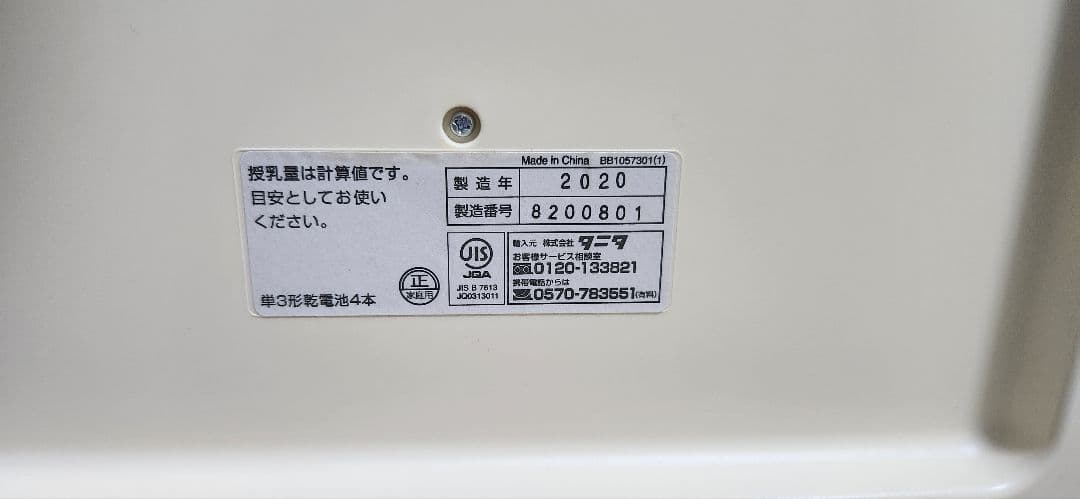 授乳量は計算値です。
目安としてお使い
ください。
単3形乾電池4本
正
家庭用
Made in China BB1057301(1)
製造年 2020
製造番号 8200801
JIS
JQA
JIS B 7613
JQ0313011
輸入元 株式会社 タニタ
お客様サービス相談室
0120-133821
携帯電話からは
0570-783551(有料)